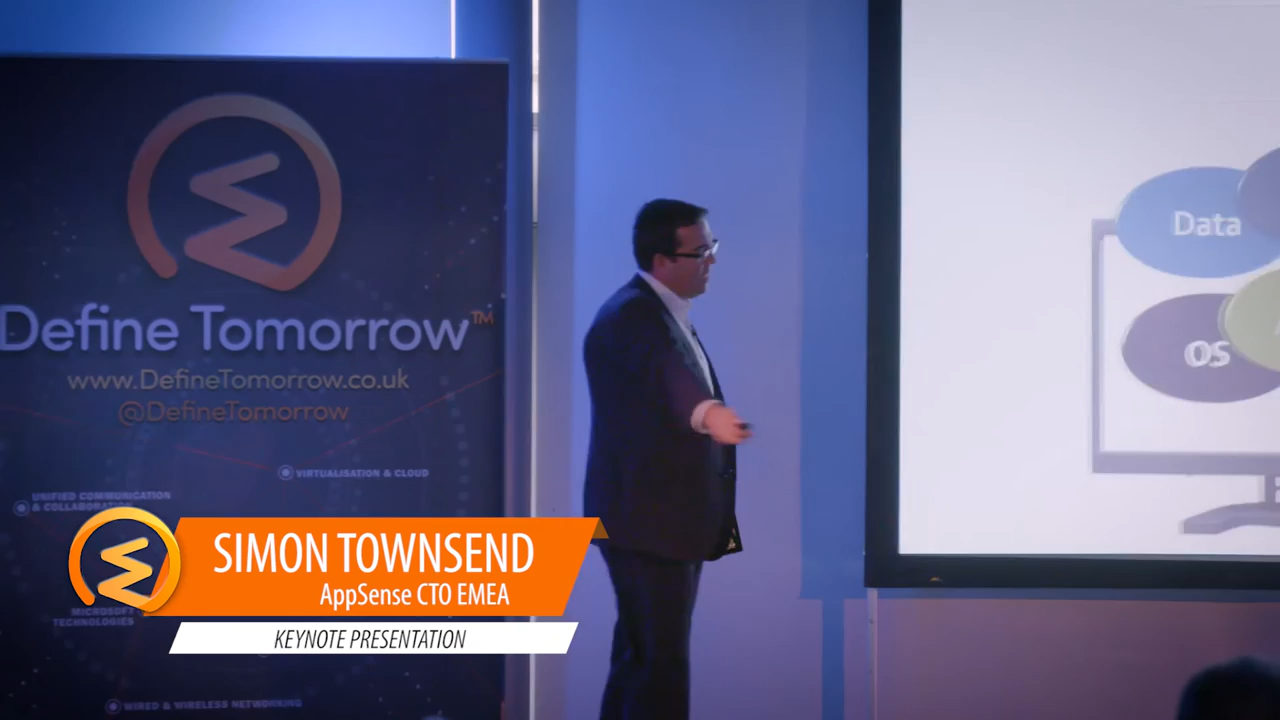 Define Tomorrow™
www.DefineTomorrow.co.uk
@DefineTomorrow
VIRTUALISATION & CLOUD
UNIFIED COMMUNICATION
& COLLABORATION
SIMON TOWNSEND
AppSense CTO EMEA
MICROSOFT
TECHNOLOGIES
KEYNOTE PRESENTATION
WIRED & WIRELESS NETWORKING
Data
OS